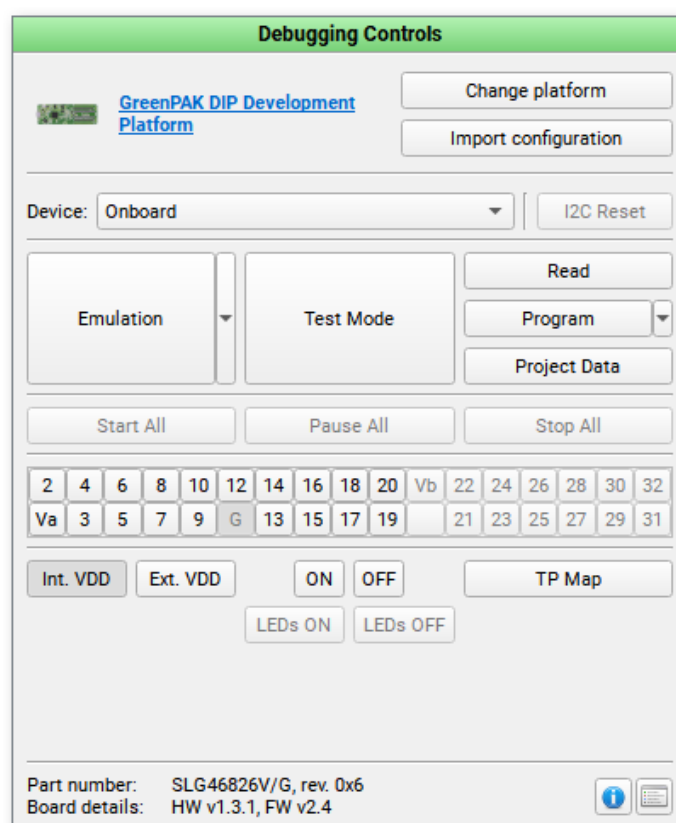 Debugging Controls
GreenPAK DIP Development
Platform
Change platform
Import configuration
Device: Onboard I2C Reset
Emulation
Test Mode
Read
Program
Project Data
Start All Pause All Stop All
2 4 6 8 10 12 14 16 18 20 Vb 22 24 26 28 30 32
Va 3 5 7 9 G 13 15 17 19 21 23 25 27 29 31
Int. VDD Ext. VDD ON OFF TP Map
LEDs ON LEDs OFF
Part number: SLG46826V/G, rev. 0x6
Board details: HW v1.3.1, FW v2.4